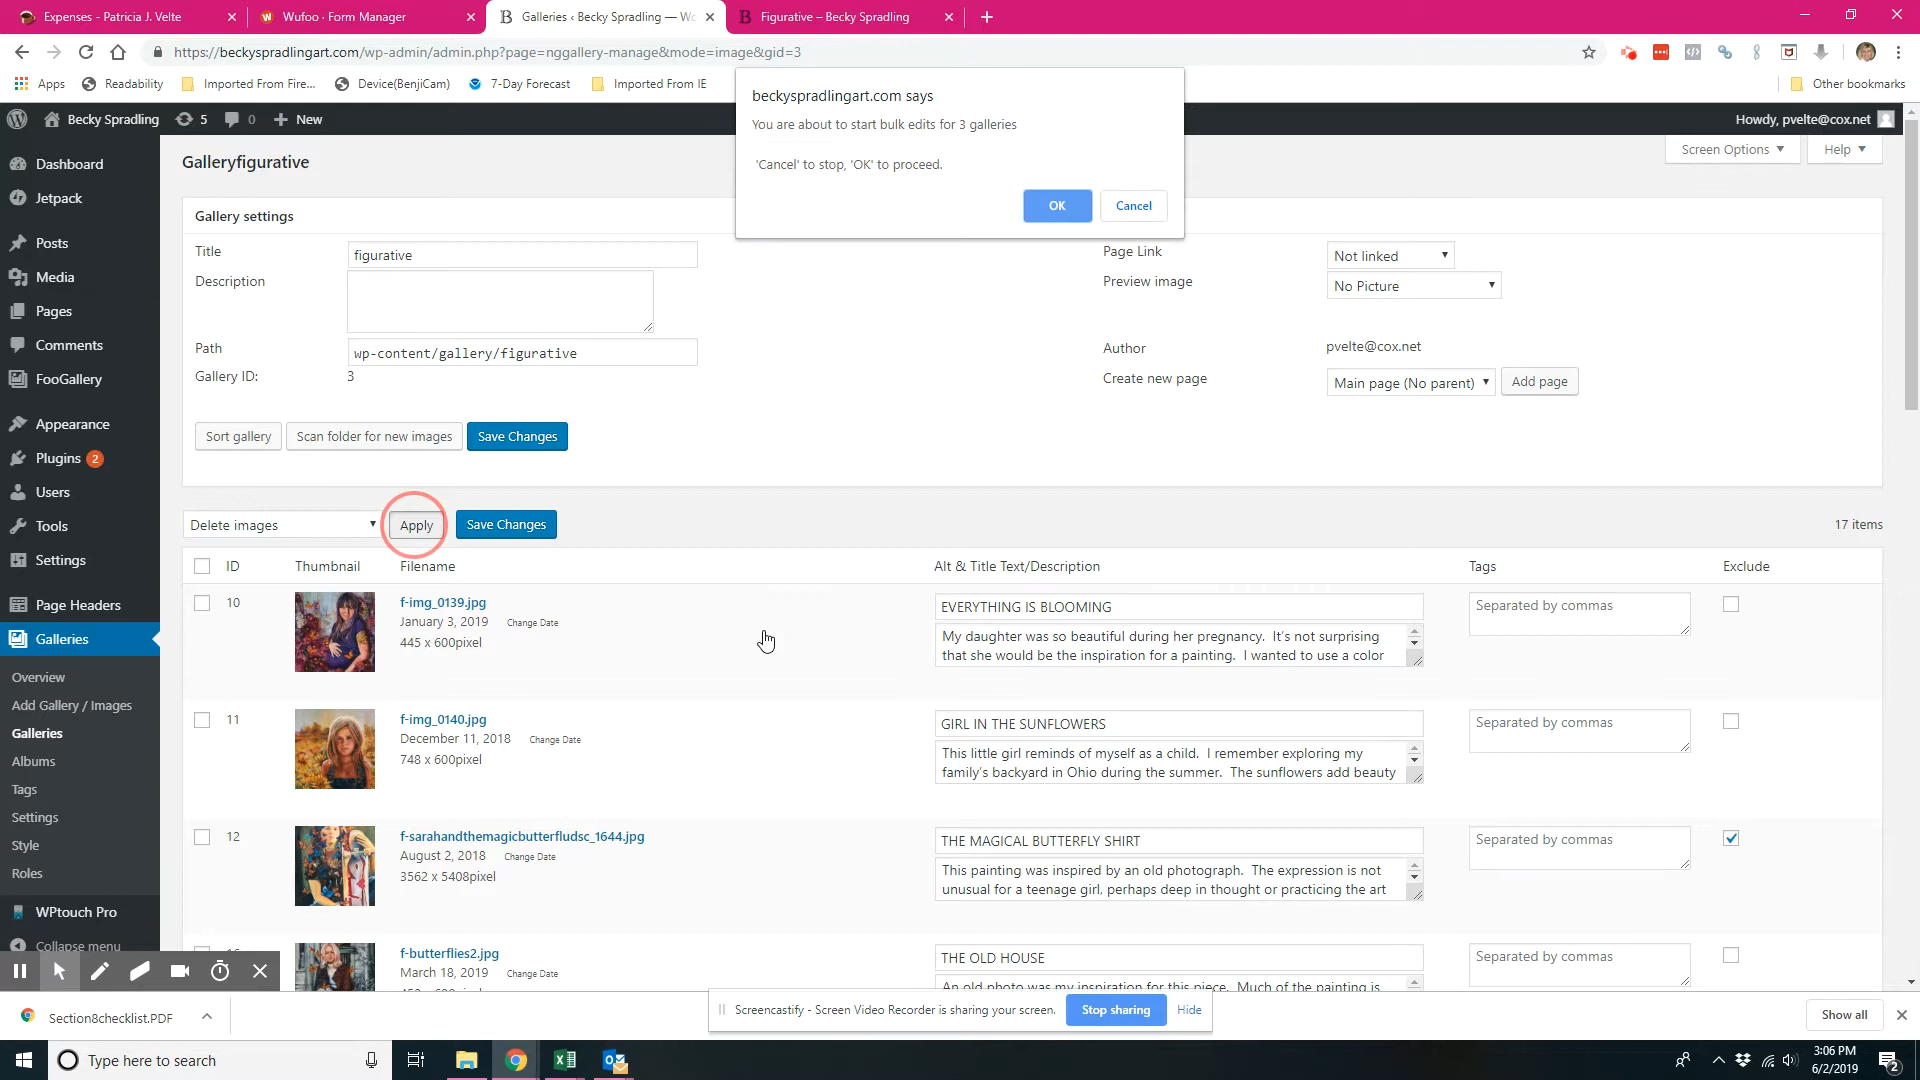 Expenses - Patricia J. Velte
Wufoo · Form Manager
Galleries ‹ Becky Spradling — Wo
Figurative – Becky Spradling
https://beckyspradlingart.com/wp-admin/admin.php?page=nggallery-manage&mode=image&gid=3
Apps
Readability
Imported From Fire...
Device(BenjiCam)
7-Day Forecast
Imported From IE
Other bookmarks
beckyspradlingart.com says
You are about to start bulk edits for 3 galleries
'Cancel' to stop, 'OK' to proceed.
OK
Cancel
Becky Spradling
5
0
New
Howdy, pvelte@cox.net
Dashboard
Jetpack
Posts
Media
Pages
Comments
FooGallery
Appearance
Plugins 2
Users
Tools
Settings
Page Headers
Galleries
Overview
Add Gallery / Images
Galleries
Albums
Tags
Settings
Style
Roles
WPtouch Pro
Collapse menu
Galleryfigurative
Screen Options
Help
Gallery settings
Title
figurative
Page Link
Not linked
Description
Preview image
No Picture
Path
wp-content/gallery/figurative
Author
pvelte@cox.net
Gallery ID:
3
Create new page
Main page (No parent)
Add page
Sort gallery
Scan folder for new images
Save Changes
Delete images
Apply
Save Changes
17 items
ID
Thumbnail
Filename
Alt & Title Text/Description
Tags
Exclude
10
f-img_0139.jpg
January 3, 2019 Change Date
445 x 600pixel
EVERYTHING IS BLOOMING
My daughter was so beautiful during her pregnancy. It's not surprising
that she would be the inspiration for a painting. I wanted to use a color
Separated by commas
11
f-img_0140.jpg
December 11, 2018 Change Date
748 x 600pixel
GIRL IN THE SUNFLOWERS
This little girl reminds of myself as a child. I remember exploring my
family's backyard in Ohio during the summer. The sunflowers add beauty
Separated by commas
12
f-sarahandthemagicbutterfludsc_1644.jpg
August 2, 2018 Change Date
3562 x 5408pixel
THE MAGICAL BUTTERFLY SHIRT
This painting was inspired by an old photograph. The expression is not
unusual for a teenage girl, perhaps deep in thought or practicing the art
Separated by commas
f-butterflies2.jpg
March 18, 2019 Change Date
THE OLD HOUSE
An old photo was my inspiration for this piece. Much of the painting is
Separated by commas
Section8checklist.PDF
Screencastify - Screen Video Recorder is sharing your screen.
Stop sharing
Hide
Show all
Type here to search
3:06 PM
6/2/2019
2